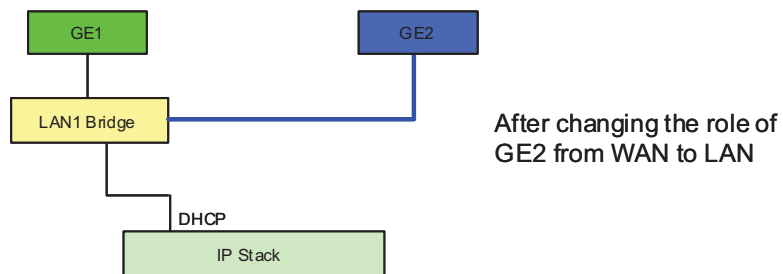 GE1
GE2
LAN1 Bridge
After changing the role of
GE2 from WAN to LAN
DHCP
IP Stack